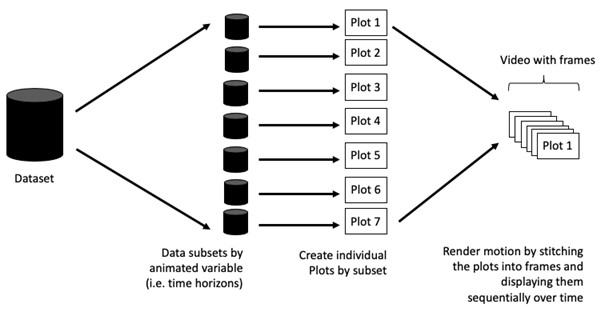 Plot 1
Plot 2
Plot 3
Plot 4
Plot 5
Plot 6
Plot 7
Video with frames
Plot 1
Dataset
Data subsets by
animated variable
(i.e. time horizons)
Create individual
Plots by subset
Render motion by stitching
the plots into frames and
displaying them
sequentially over time